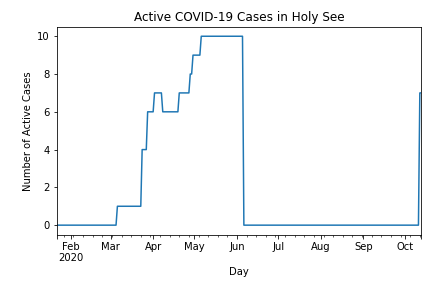 Active COVID-19 Cases in Holy See
Number of Active Cases
10
8
6
4
2
0
Feb Mar Apr May Jun Jul Aug Sep Oct
2020
Day